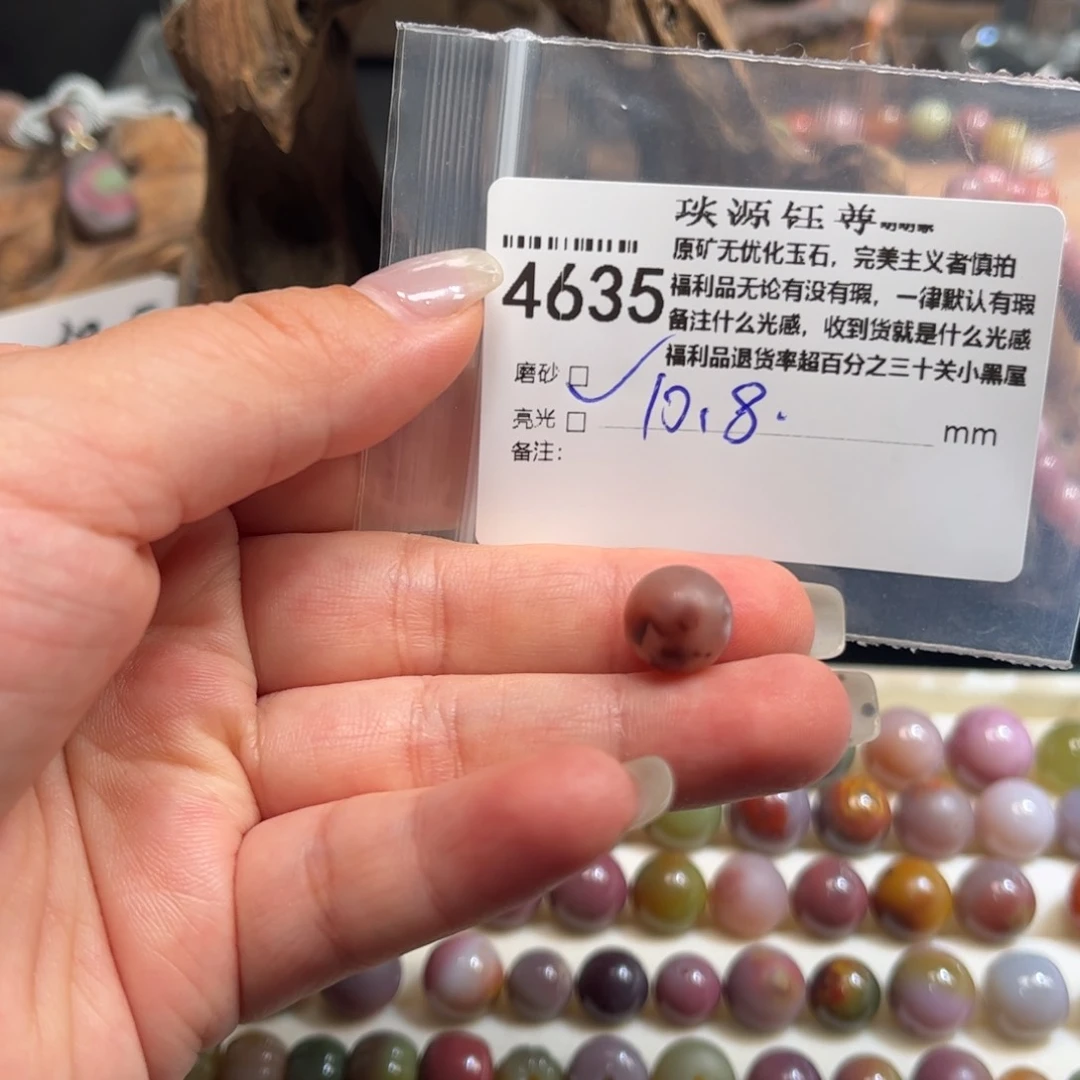 琰源钰尊
原矿无优化玉石，完美主义者慎拍
4635
福利品无论有没有瑕，一律默认有瑕
备注什么光感，收到货就是什么光感
福利品退货率超百分之三十关小黑屋
磨砂□
10.8.
亮光□ mm
备注：